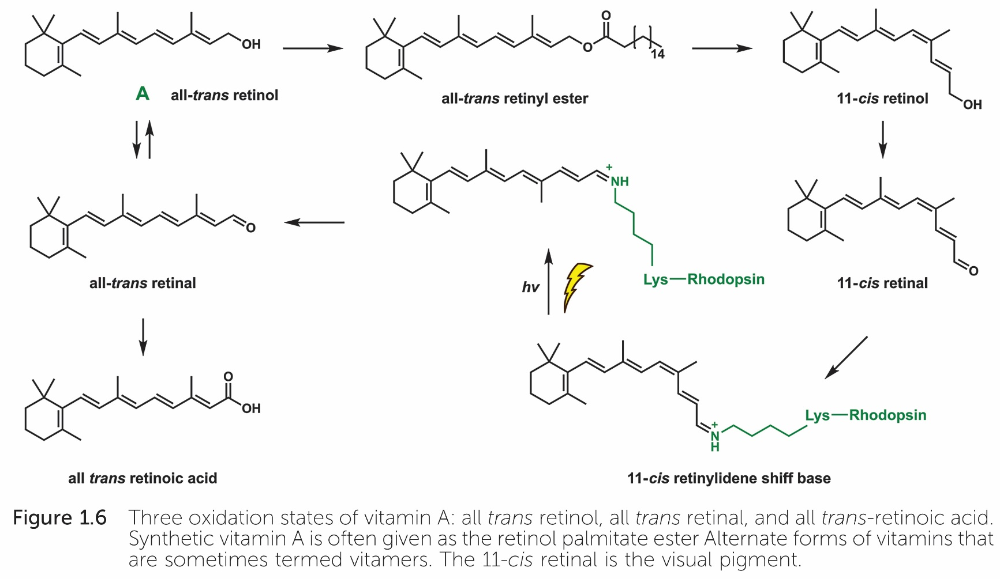 OH
O
O
14
OH
A all-trans retinol
all-trans retinyl ester
11-cis retinol
+
NH
O
O
Lys—Rhodopsin
all-trans retinal
hv
11-cis retinal
O
OH
Lys—Rhodopsin
+
N
H
all trans retinoic acid
11-cis retinylidene shiff base
Figure 1.6 Three oxidation states of vitamin A: all trans retinol, all trans retinal, and all trans-retinoic acid.
Synthetic vitamin A is often given as the retinol palmitate ester Alternate forms of vitamins that
are sometimes termed vitamers. The 11-cis retinal is the visual pigment.